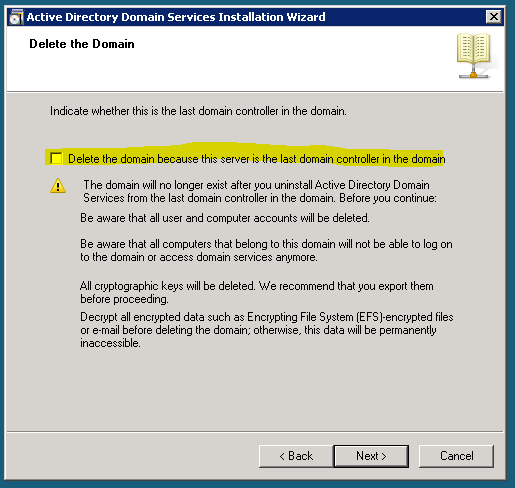 Active Directory Domain Services Installation Wizard
Delete the Domain
Indicate whether this is the last domain controller in the domain.
Delete the domain because this server is the last domain controller in the domain
The domain will no longer exist after you uninstall Active Directory Domain
Services from the last domain controller in the domain. Before you continue:
Be aware that all user and computer accounts will be deleted.
Be aware that all computers that belong to this domain will not be able to log on
to the domain or access domain services anymore.
All cryptographic keys will be deleted. We recommend that you export them
before proceeding.
Decrypt all encrypted data such as Encrypting File System (EFS)-encrypted files
or e-mail before deleting the domain; otherwise, this data will be permanently
inaccessible.
< Back Next > Cancel